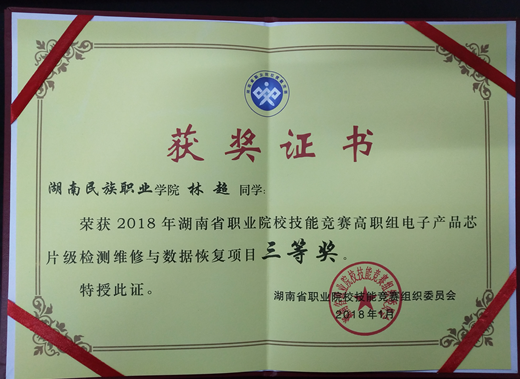 获奖证书
湖南民族职业学院 林超 同学:
荣获 2018 年湖南省职业院校技能竞赛高职组电子产品芯
片级检测维修与数据恢复项目三等奖。
特授此证。
湖南省职业院校技能竞赛组织委员会
2018年1月